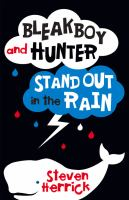 BLEAKBOY
and HUNTER
STAND OUT
in the RAIN
Steven
Herrick